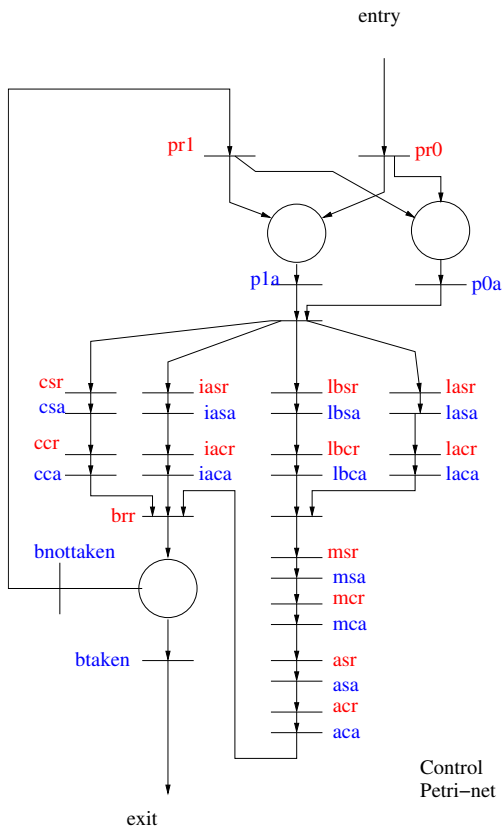 entry
pr1
pr0
p1a
p0a
csr
iasr
lbsr
lasr
csa
iasa
lbsa
lasa
ccr
iacr
lbcr
lacr
cca
iaca
lbca
laca
brr
bnottaken
msr
msa
mcr
mca
btaken
asr
asa
acr
aca
Control
Petri−net
exit